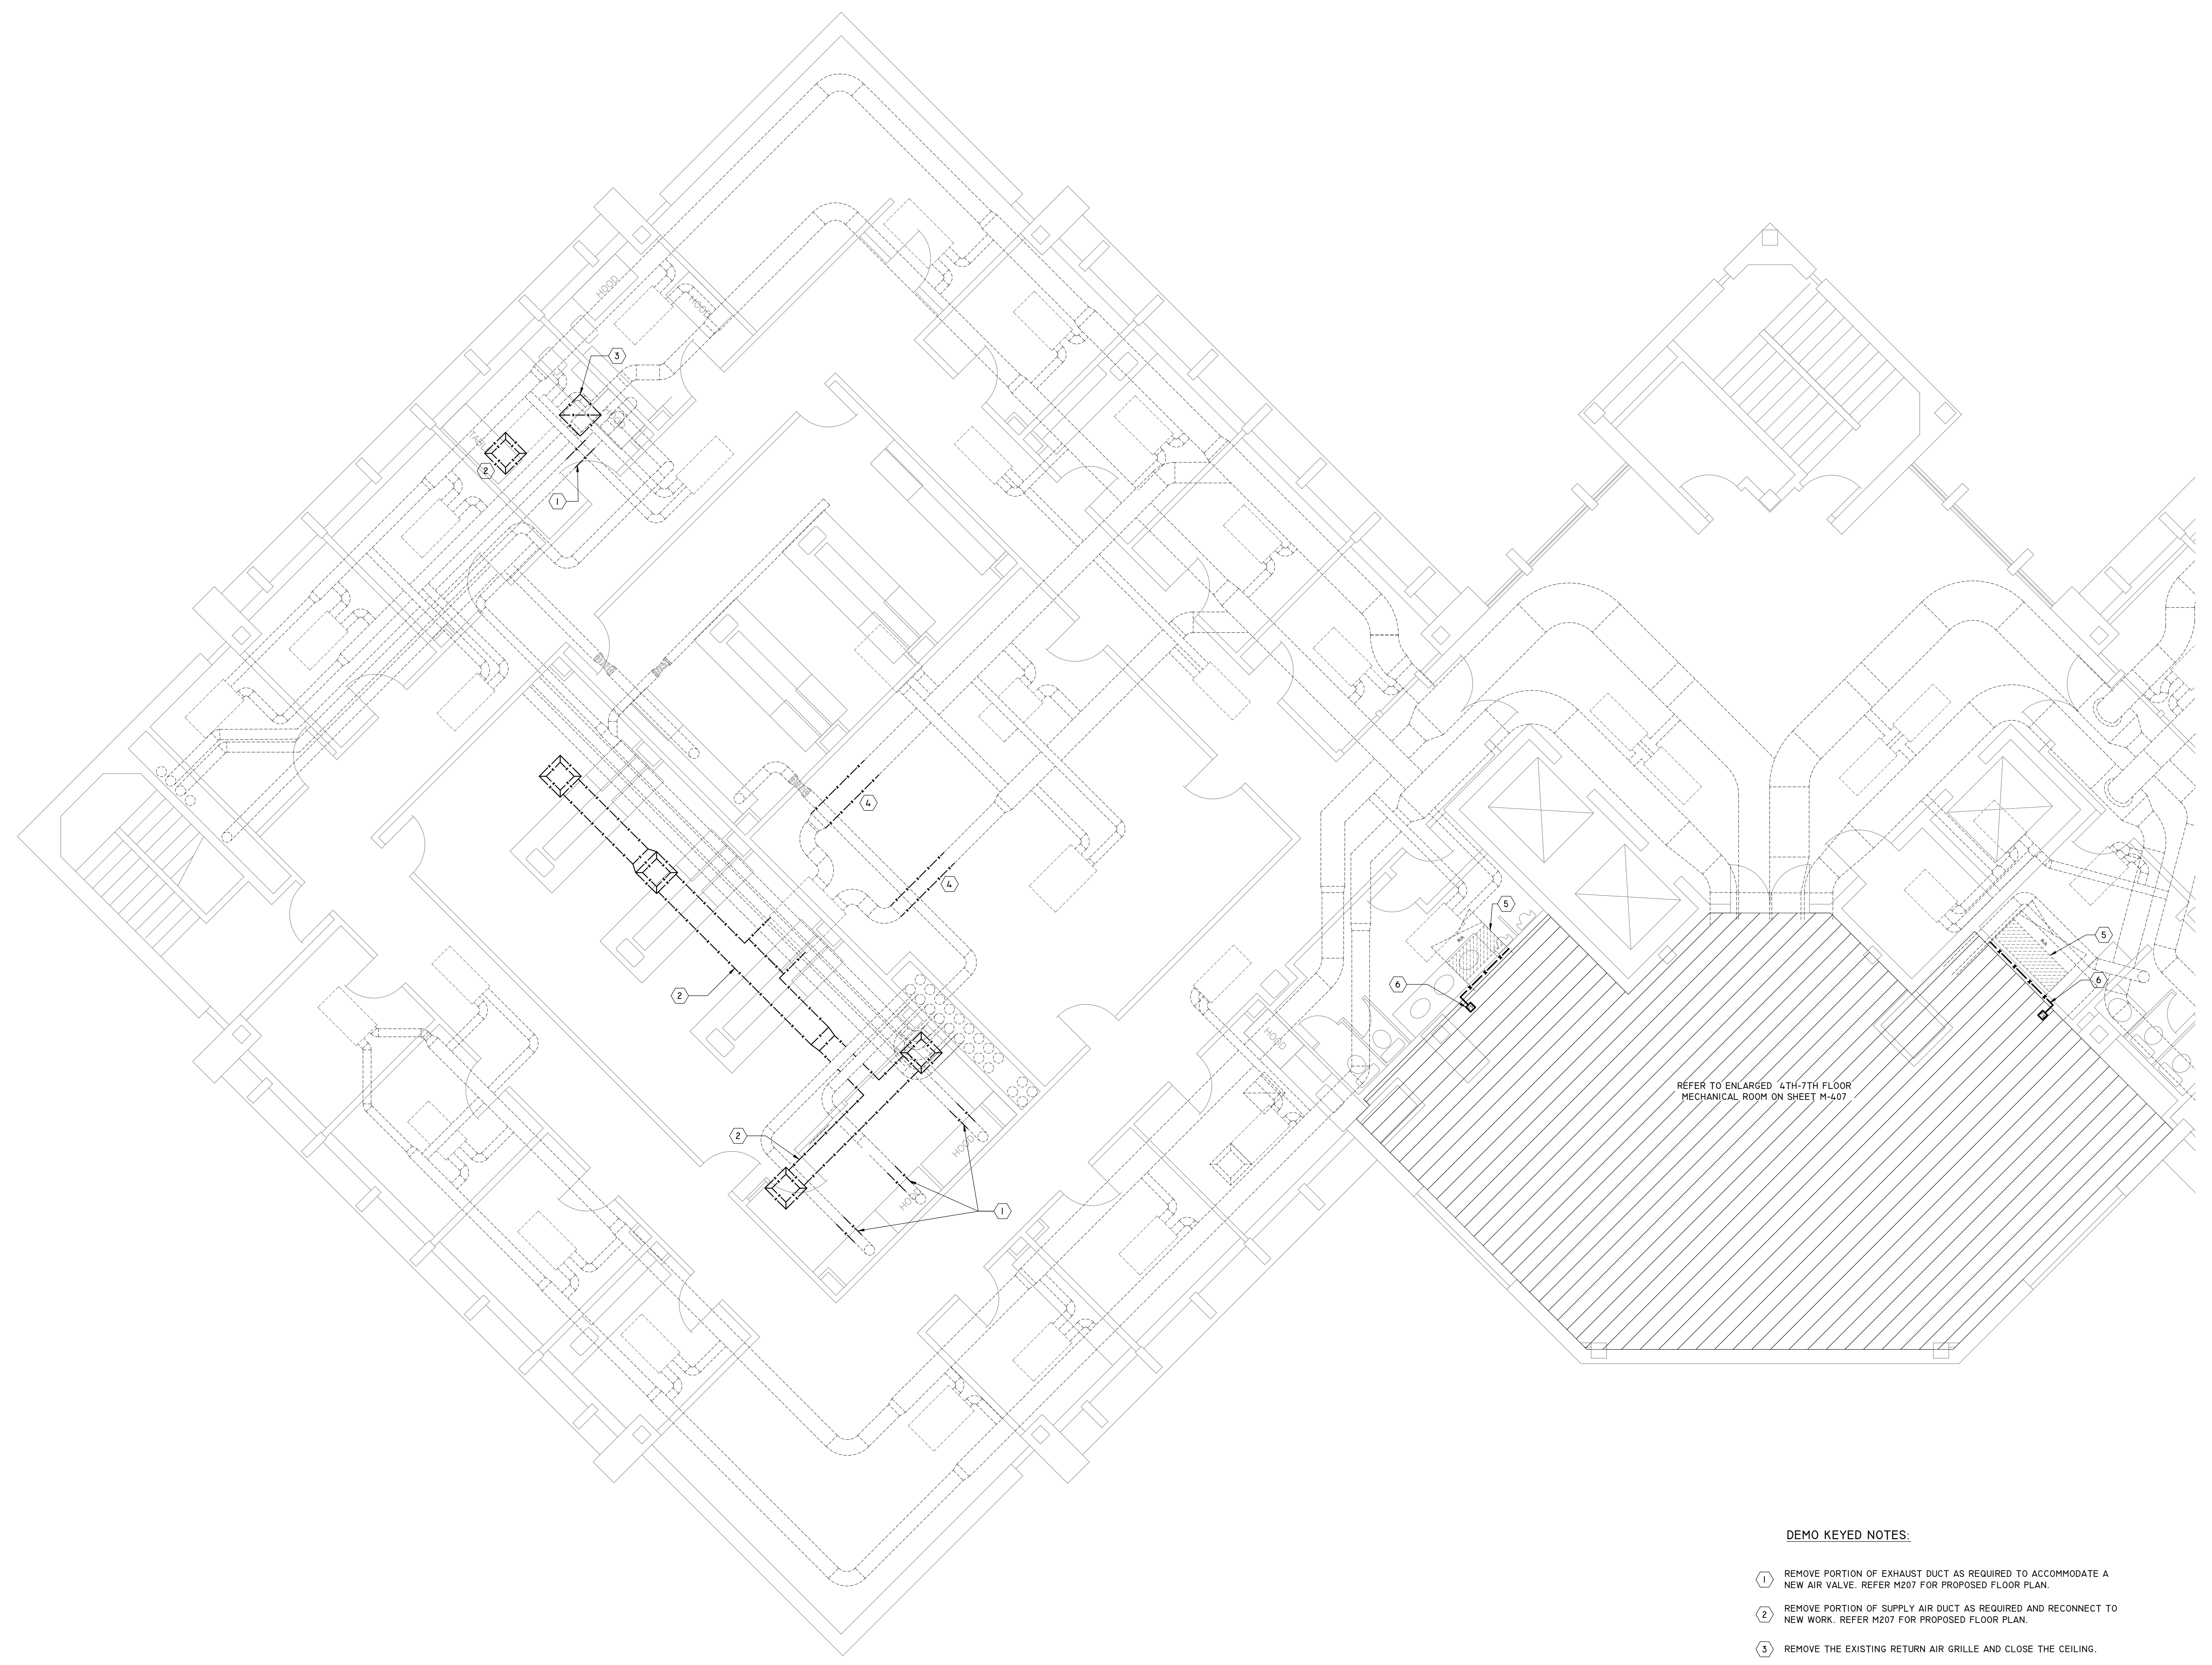 HOOD
HOOD
3
2
1
4
4
5
5
6
6
2
HOOD
REFER TO ENLARGED 4TH-7TH FLOOR
MECHANICAL ROOM ON SHEET M-407
2
HOOD
HOOD
1
DEMO KEYED NOTES:
1 REMOVE PORTION OF EXHAUST DUCT AS REQUIRED TO ACCOMMODATE A
NEW AIR VALVE. REFER M207 FOR PROPOSED FLOOR PLAN.
2 REMOVE PORTION OF SUPPLY AIR DUCT AS REQUIRED AND RECONNECT TO
NEW WORK. REFER M207 FOR PROPOSED FLOOR PLAN.
3 REMOVE THE EXISTING RETURN AIR GRILLE AND CLOSE THE CEILING.